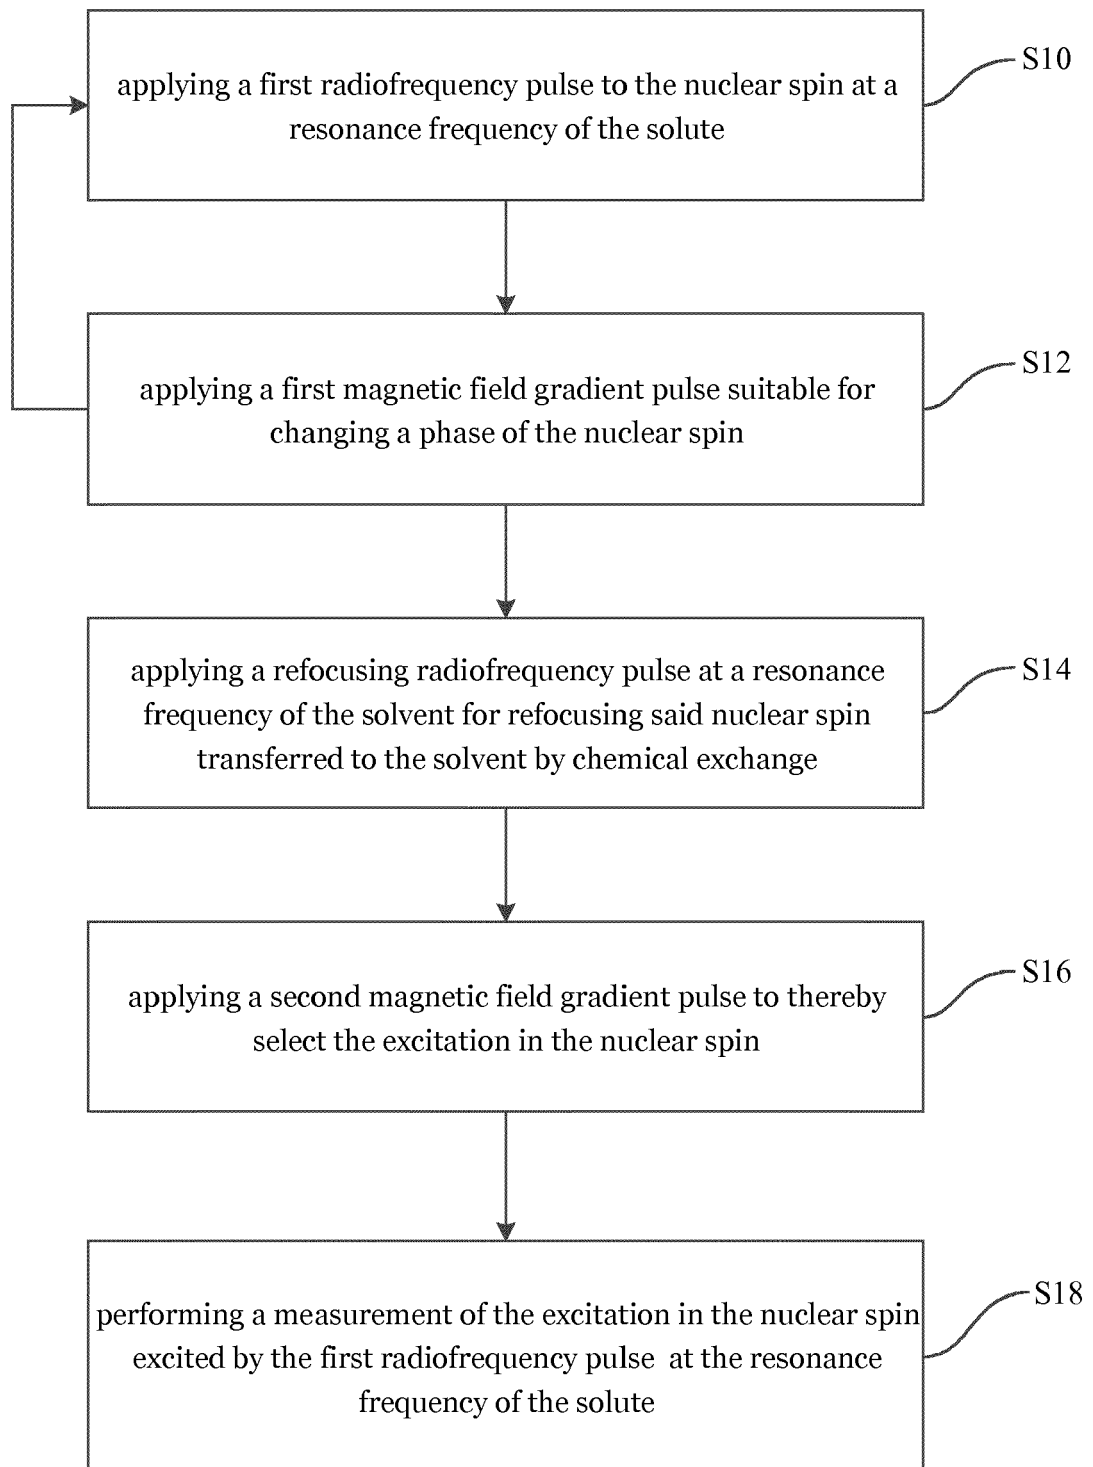 applying a first radiofrequency pulse to the nuclear spin at a
resonance frequency of the solute
S10
applying a first magnetic field gradient pulse suitable for
changing a phase of the nuclear spin
S12
applying a refocusing radiofrequency pulse at a resonance
frequency of the solvent for refocusing said nuclear spin
transferred to the solvent by chemical exchange
S14
applying a second magnetic field gradient pulse to thereby
select the excitation in the nuclear spin
S16
performing a measurement of the excitation in the nuclear spin
excited by the first radiofrequency pulse at the resonance
frequency of the solute
S18